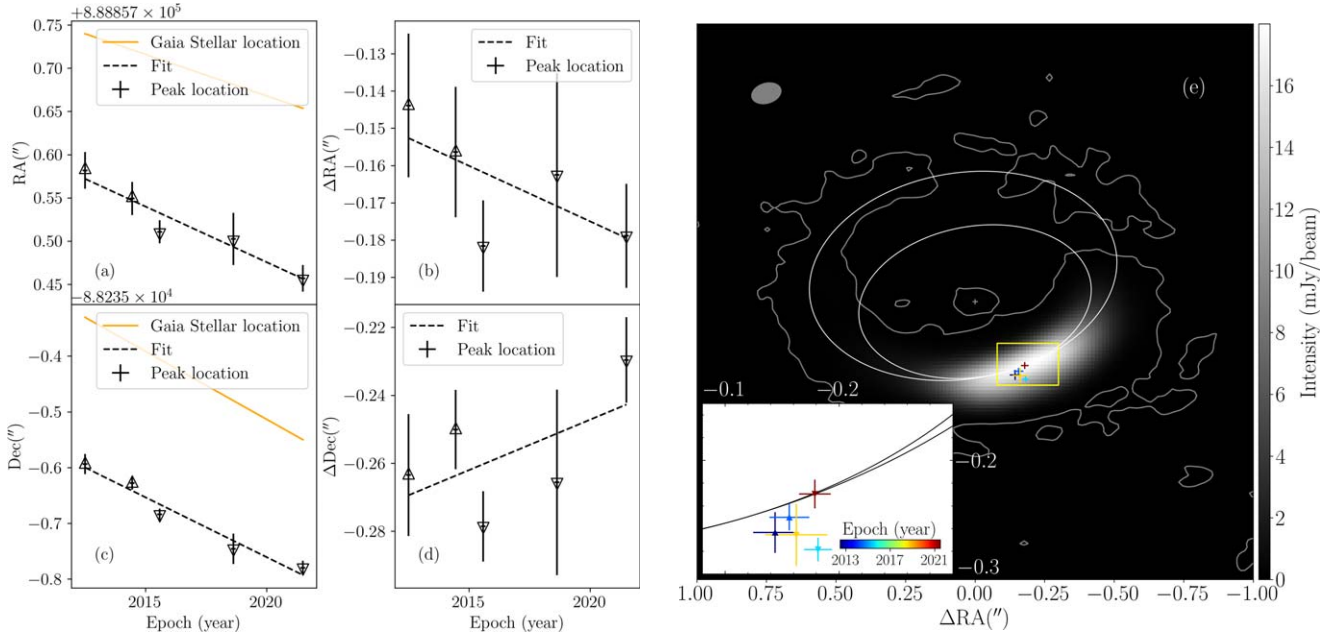 +8.88857 × 10⁵
0.75
0.70
0.65
0.60
0.55
0.50
0.45
RA(″)
Gaia Stellar location
Fit
Peak location
(a)
−0.13
−0.14
−0.15
−0.16
−0.17
−0.18
−0.19
ΔRA(″)
Fit
Peak location
(b)
−8.8235 × 10⁴
−0.4
−0.5
−0.6
−0.7
−0.8
Dec(″)
Gaia Stellar location
Fit
Peak location
(c)
2015
2020
Epoch (year)
−0.22
−0.24
−0.26
−0.28
ΔDec(″)
Fit
Peak location
(d)
2015
2020
Epoch (year)
(e)
−0.1
−0.2
−0.2
−0.3
Epoch (year)
2013
2017
2021
1.00
0.75
0.50
0.25
0.00
−0.25
−0.50
−0.75
−1.00
ΔRA(″)
16
14
12
10
8
6
4
2
0
Intensity (mJy/beam)